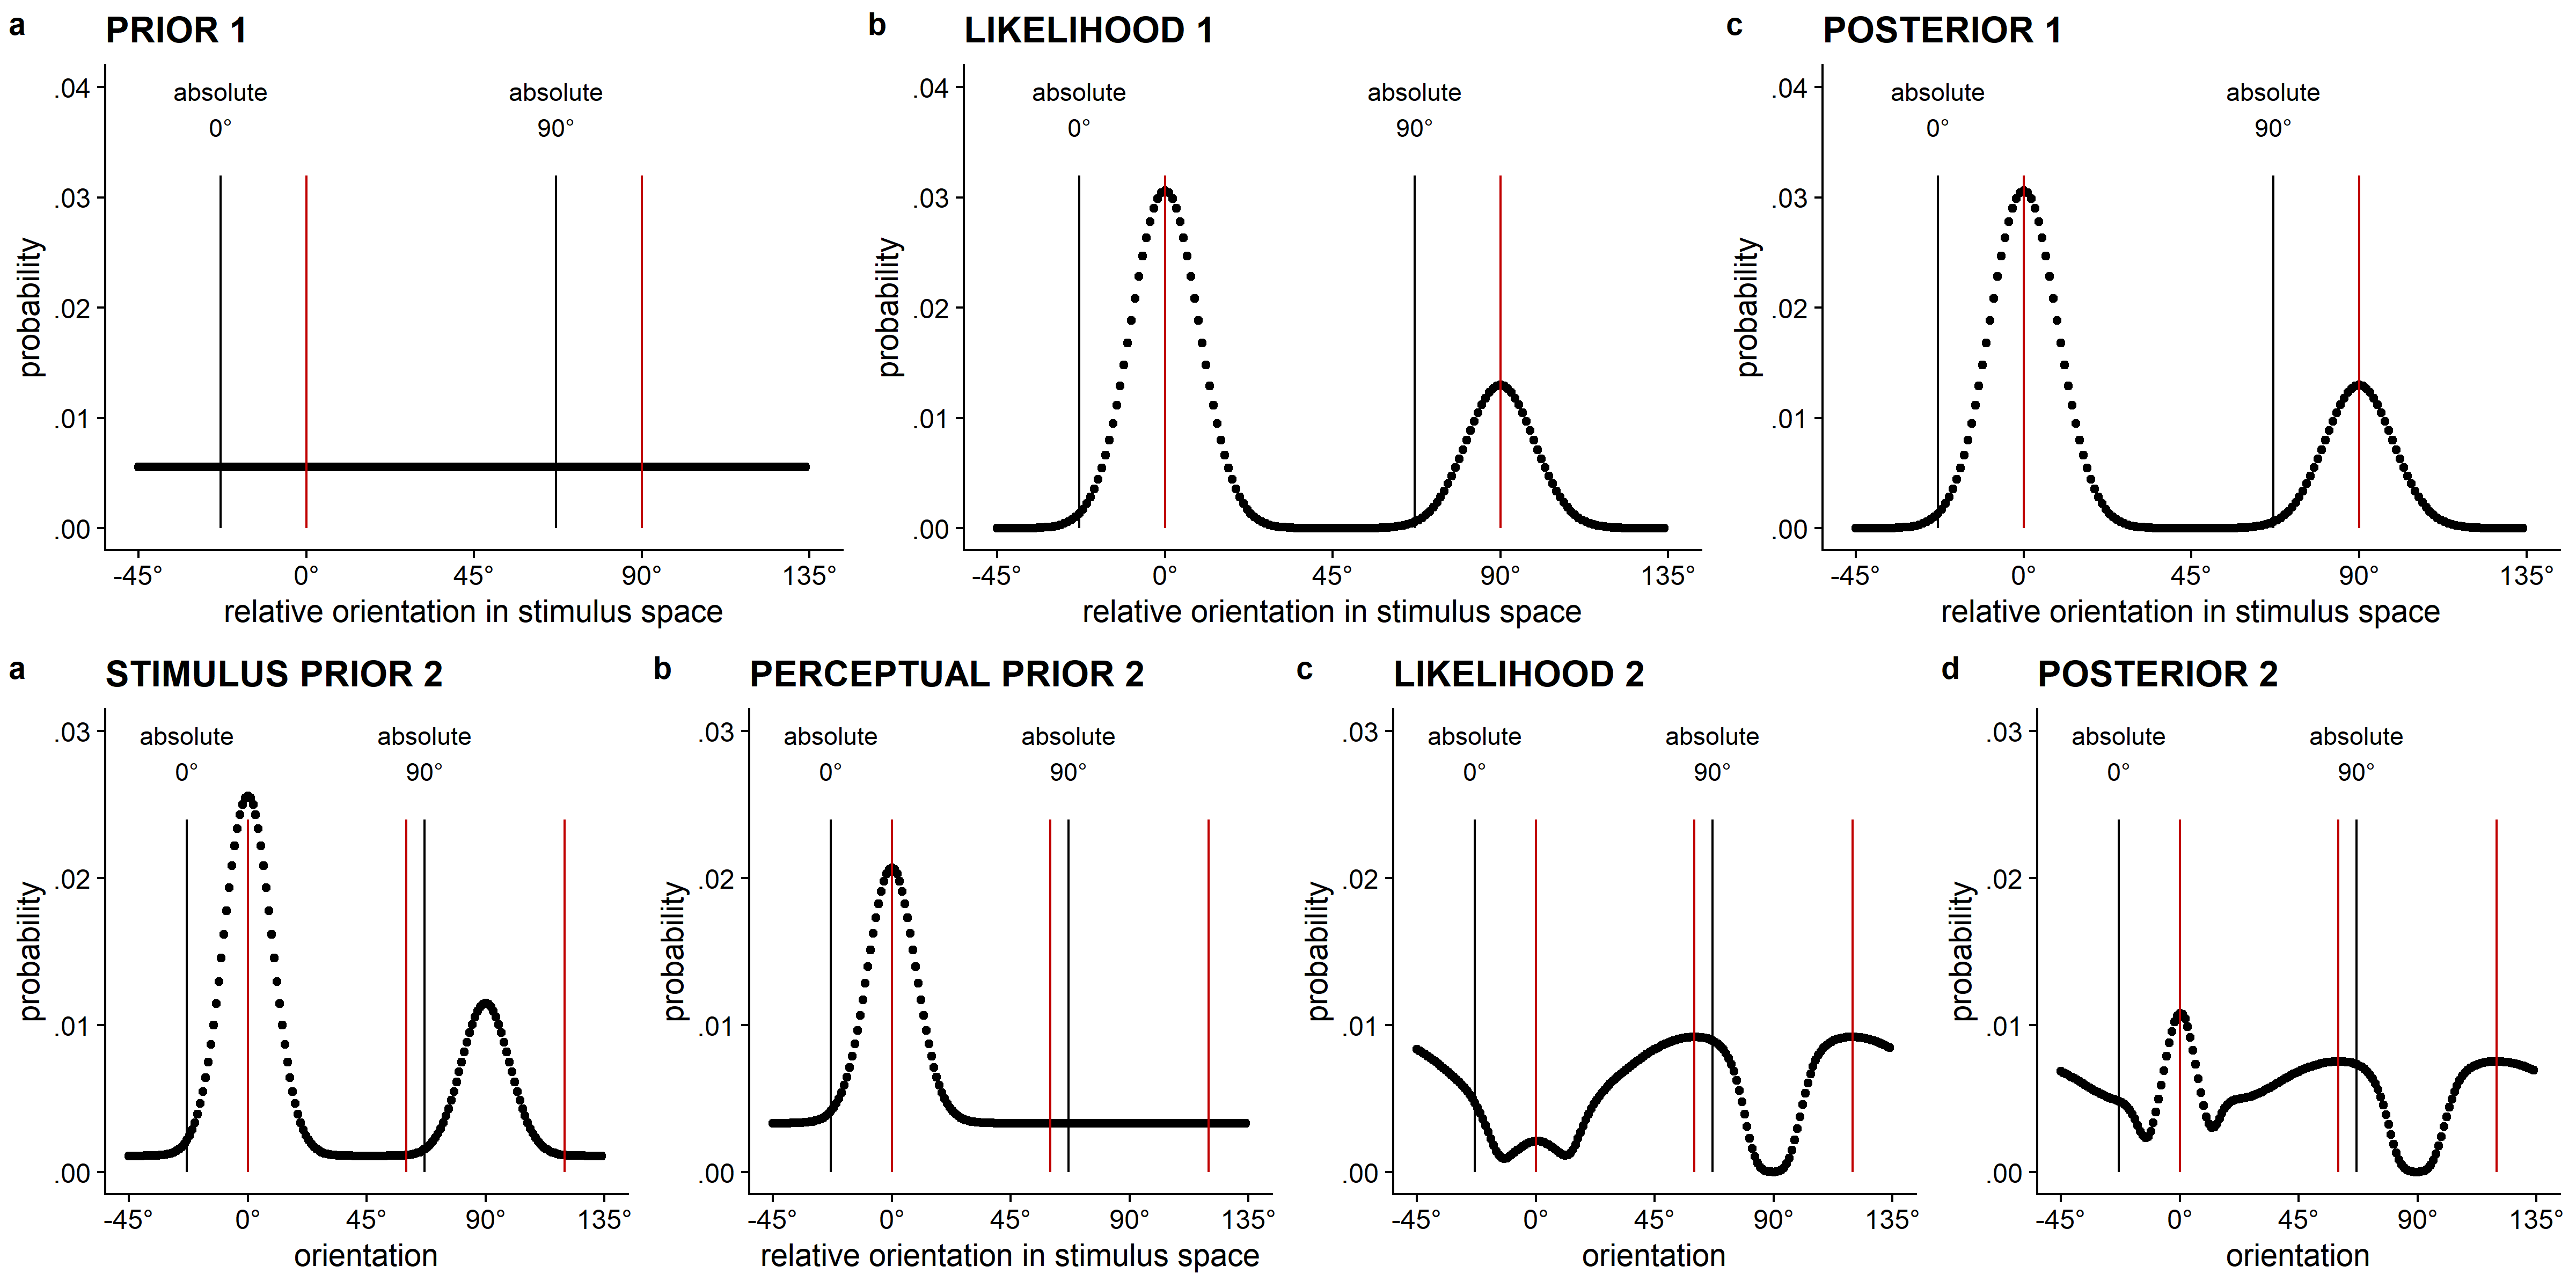 a PRIOR 1
absolute absolute
0° 90°
.04
.03
.02
.01
.00
probability
-45° 0° 45° 90° 135°
relative orientation in stimulus space
b LIKELIHOOD 1
absolute absolute
0° 90°
.04
.03
.02
.01
.00
probability
-45° 0° 45° 90° 135°
relative orientation in stimulus space
c POSTERIOR 1
absolute absolute
0° 90°
.04
.03
.02
.01
.00
probability
-45° 0° 45° 90° 135°
relative orientation in stimulus space
a STIMULUS PRIOR 2
absolute absolute
0° 90°
.03
.02
.01
.00
probability
-45° 0° 45° 90° 135°
orientation
b PERCEPTUAL PRIOR 2
absolute absolute
0° 90°
.03
.02
.01
.00
probability
-45° 0° 45° 90° 135°
relative orientation in stimulus space
c LIKELIHOOD 2
absolute absolute
0° 90°
.03
.02
.01
.00
probability
-45° 0° 45° 90° 135°
orientation
d POSTERIOR 2
absolute absolute
0° 90°
.03
.02
.01
.00
probability
-45° 0° 45° 90° 135°
orientation